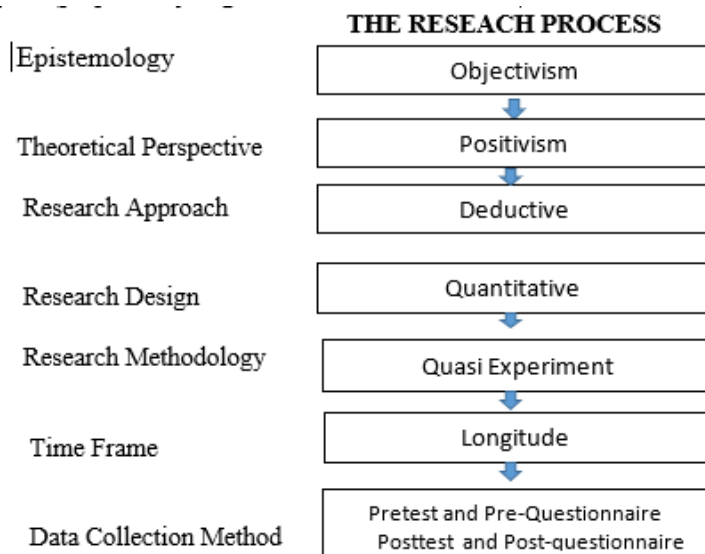 THE RESEACH PROCESS
Epistemology
Objectivism
Theoretical Perspective
Positivism
Research Approach
Deductive
Research Design
Quantitative
Research Methodology
Quasi Experiment
Time Frame
Longitude
Data Collection Method
Pretest and Pre-Questionnaire
Posttest and Post-questionnaire